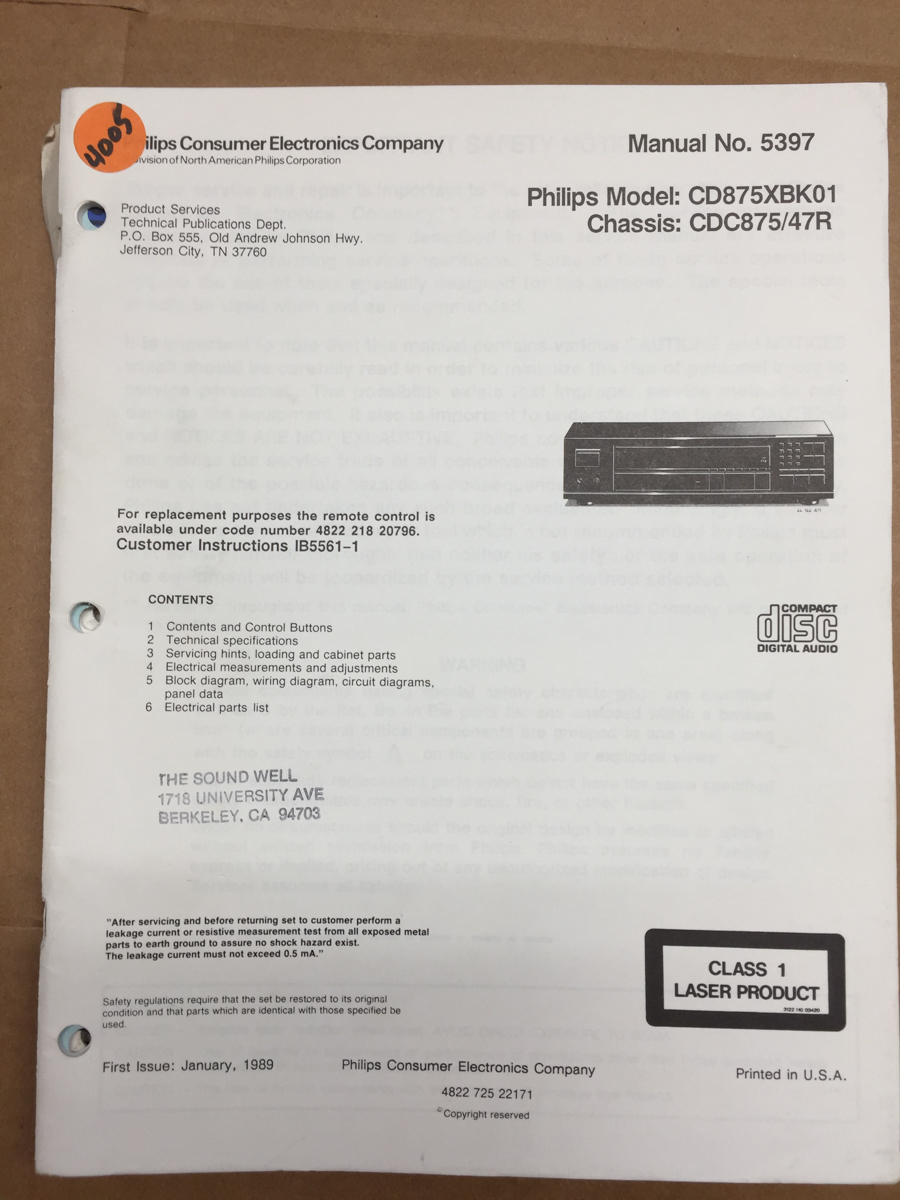 4005
ilips Consumer Electronics Company
ivision of North American Philips Corporation
Manual No. 5397
Philips Model: CD875XBK01
Chassis: CDC875/47R
Product Services
Technical Publications Dept.
P.O. Box 555, Old Andrew Johnson Hwy.
Jefferson City, TN 37760
For replacement purposes the remote control is
available under code number 4822 218 20796.
Customer Instructions IB5561-1
CONTENTS
1 Contents and Control Buttons
2 Technical specifications
3 Servicing hints, loading and cabinet parts
4 Electrical measurements and adjustments
5 Block diagram, wiring diagram, circuit diagrams,
panel data
6 Electrical parts list
COMPACT
disc
DIGITAL AUDIO
THE SOUND WELL
1718 UNIVERSITY AVE
BERKELEY, CA 94703
"After servicing and before returning set to customer perform a
leakage current or resistive measurement test from all exposed metal
parts to earth ground to assure no shock hazard exist.
The leakage current must not exceed 0.5 mA."
Safety regulations require that the set be restored to its original
condition and that parts which are identical with those specified be
used.
CLASS 1
LASER PRODUCT
3122 110 03420
First Issue: January, 1989
Philips Consumer Electronics Company
4822 725 22171
©Copyright reserved
Printed in U.S.A.